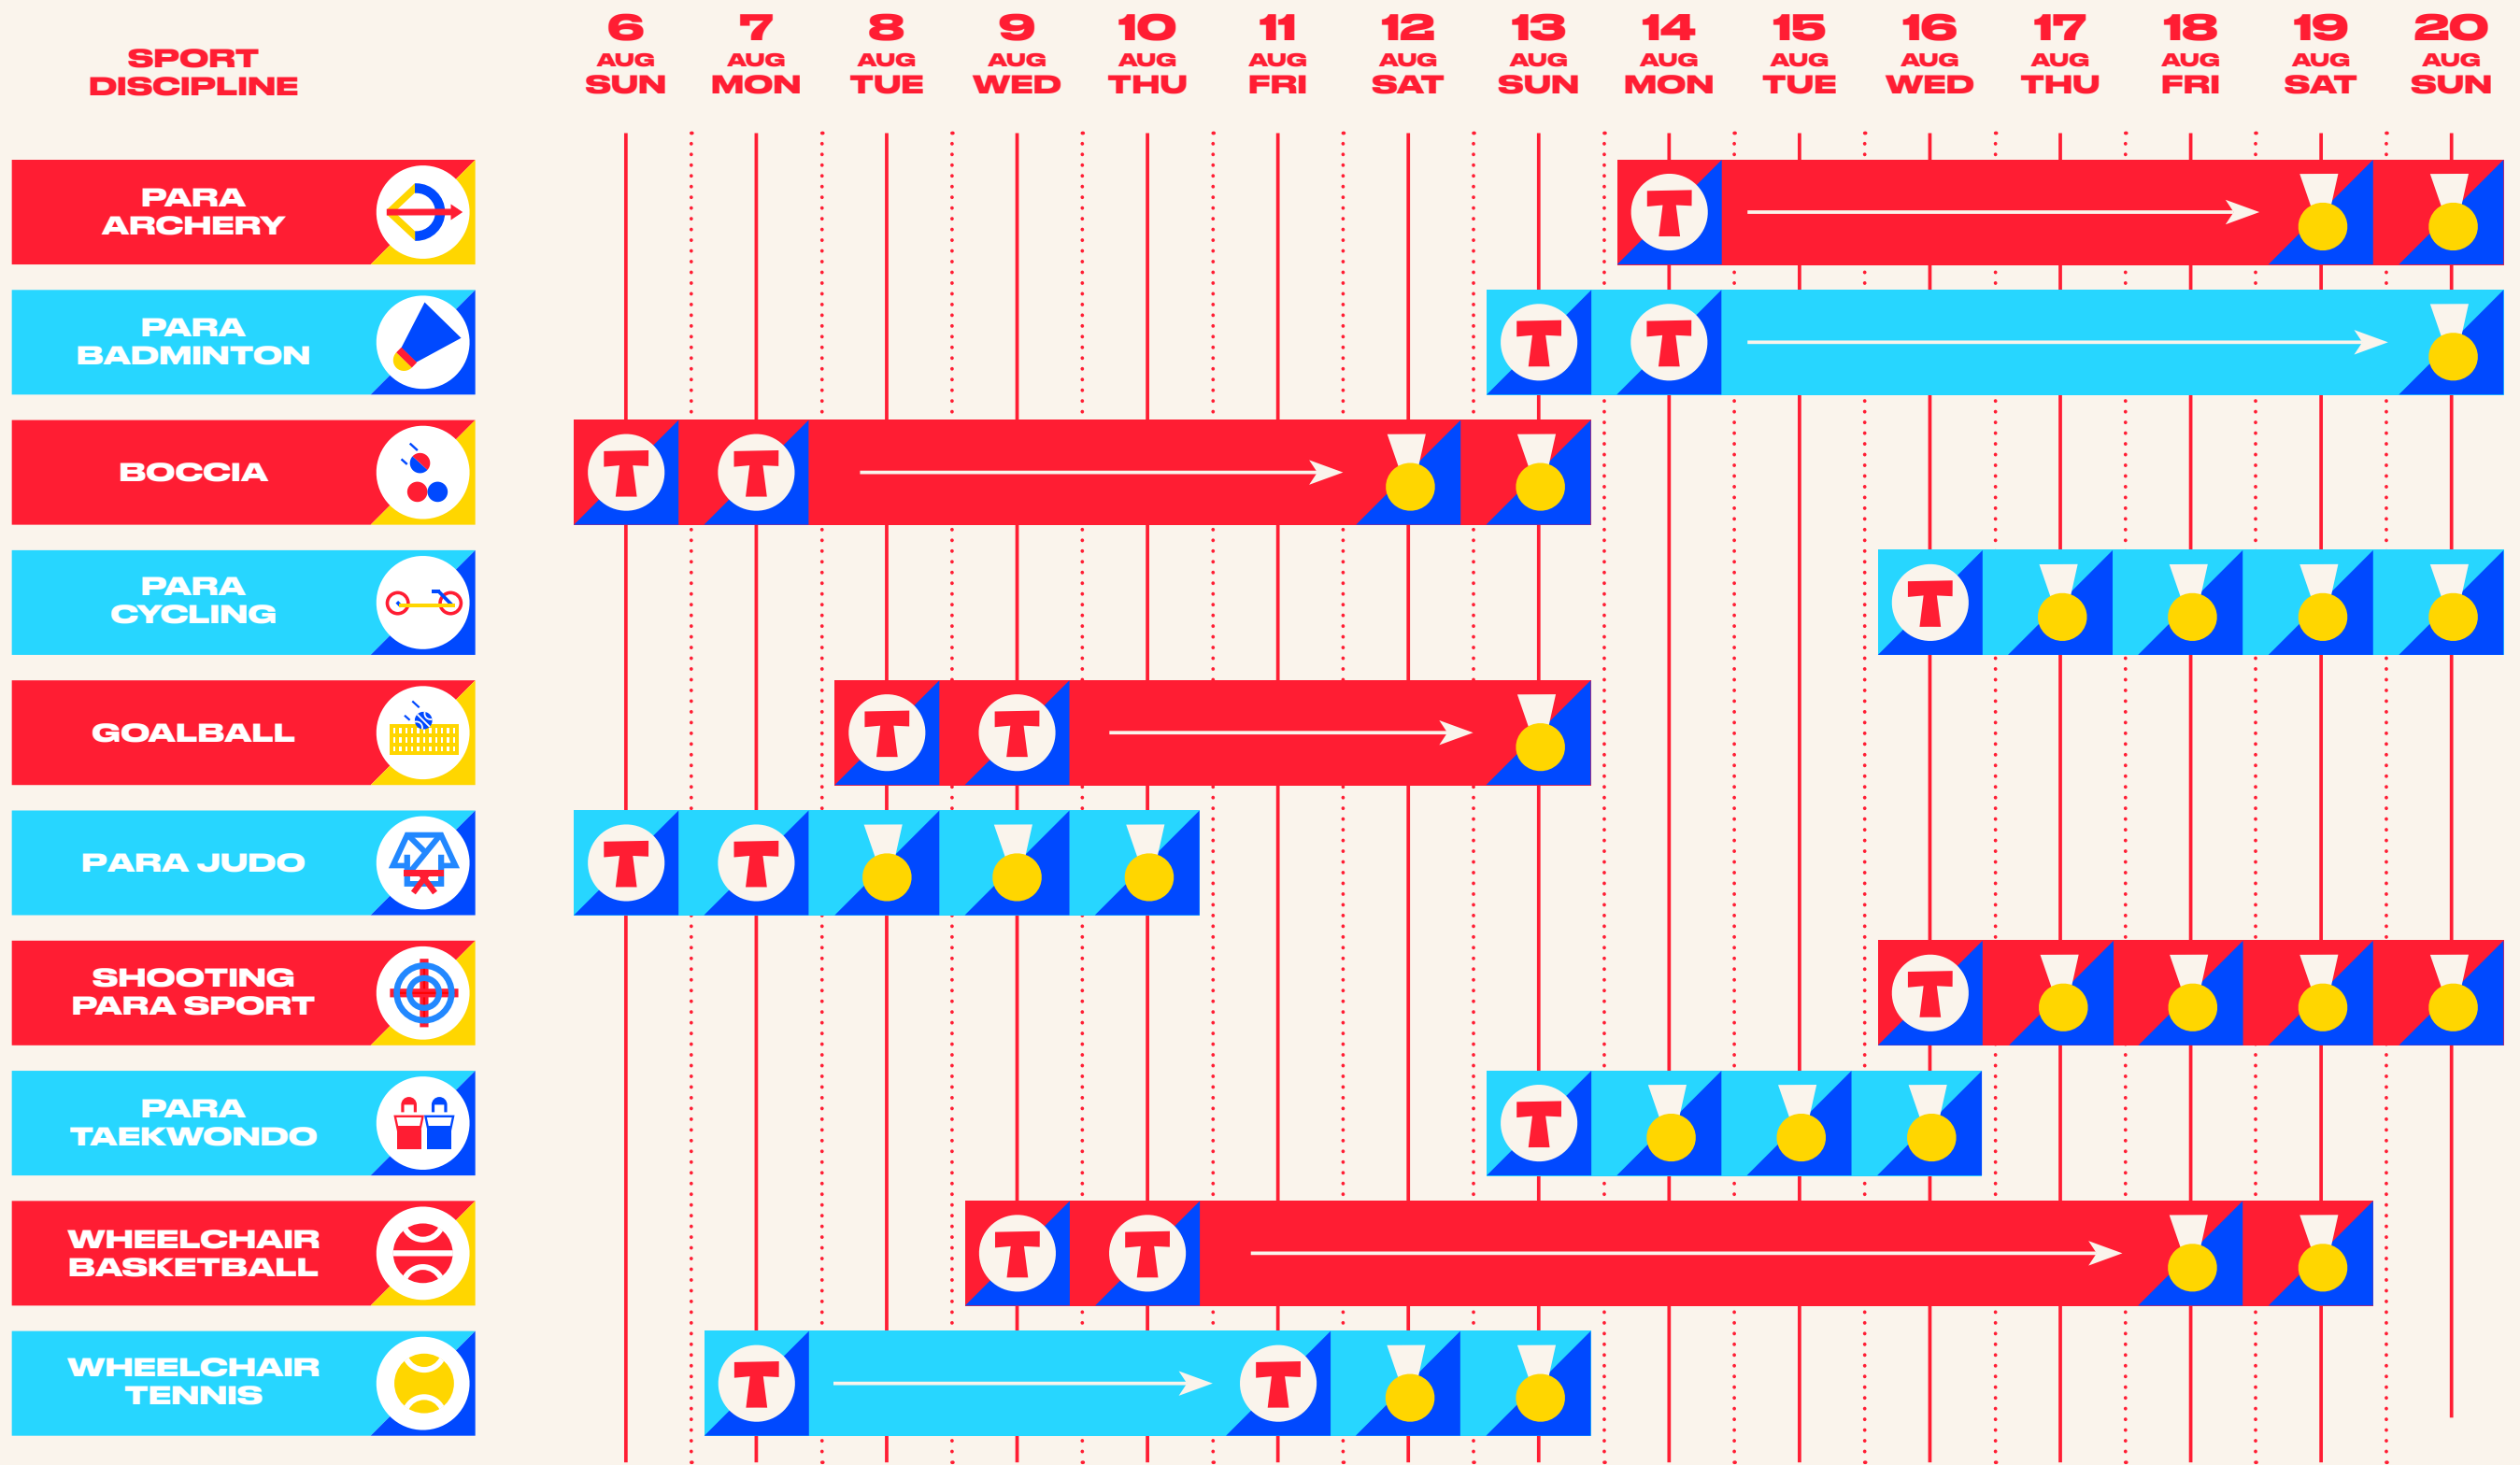 SPORT
DISCIPLINE
6
AUG
SUN
7
AUG
MON
8
AUG
TUE
9
AUG
WED
10
AUG
THU
11
AUG
FRI
12
AUG
SAT
13
AUG
SUN
14
AUG
MON
15
AUG
TUE
16
AUG
WED
17
AUG
THU
18
AUG
FRI
19
AUG
SAT
20
AUG
SUN
PARA
ARCHERY
T
PARA
BADMINTON
T T
BOCCIA
T T
PARA
CYCLING
T
GOALBALL
T T
PARA JUDO
T T
SHOOTING
PARA SPORT
T
PARA
TAEKWONDO
T
WHEELCHAIR
BASKETBALL
T T
WHEELCHAIR
TENNIS
T T